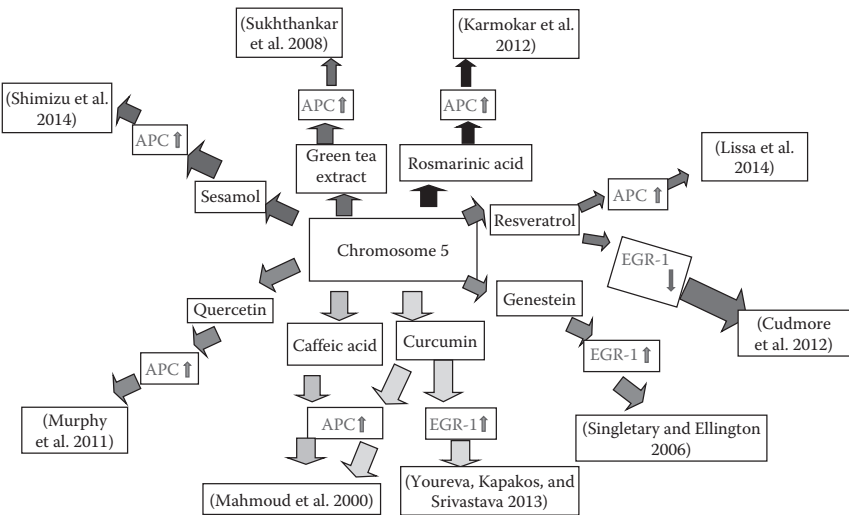 (Sukhthankar
et al. 2008)
(Karmokar et al.
2012)
(Shimizu et al.
2014)
APC
APC
APC
(Lissa et al.
2014)
Green tea
extract
Rosmarinic acid
Sesamol
APC
Resveratrol
Chromosome 5
EGR-1
Quercetin
Genestein
(Cudmore
et al. 2012)
Caffeic acid
Curcumin
EGR-1
APC
(Murphy
et al. 2011)
APC
EGR-1
(Singletary and Ellington
2006)
(Mahmoud et al. 2000)
(Youreva, Kapakos, and
Srivastava 2013)